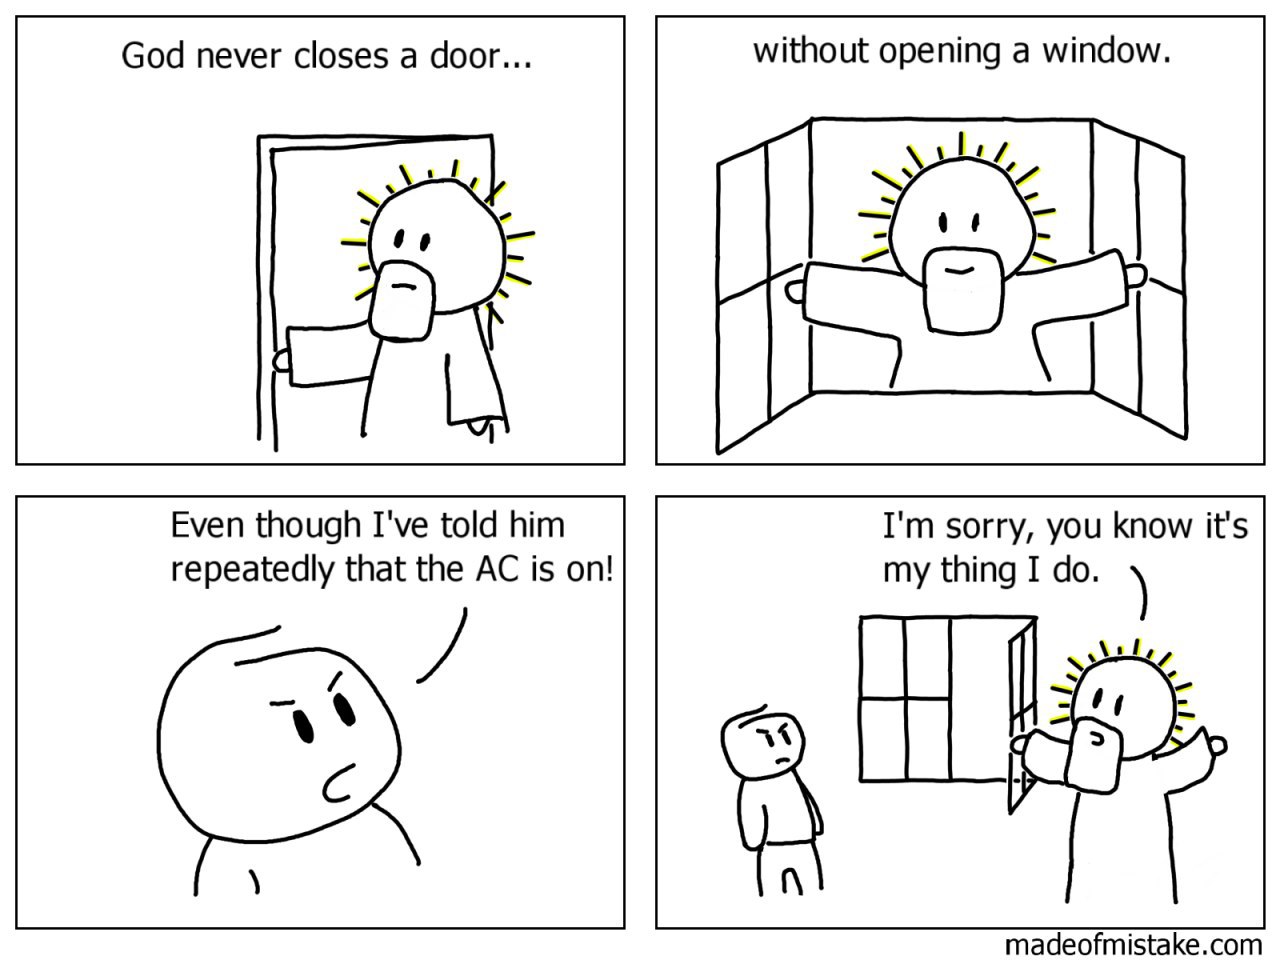 God never closes a door...
without opening a window.
Even though I've told him
repeatedly that the AC is on!
I'm sorry, you know it's
my thing I do.
madeofmistake.com